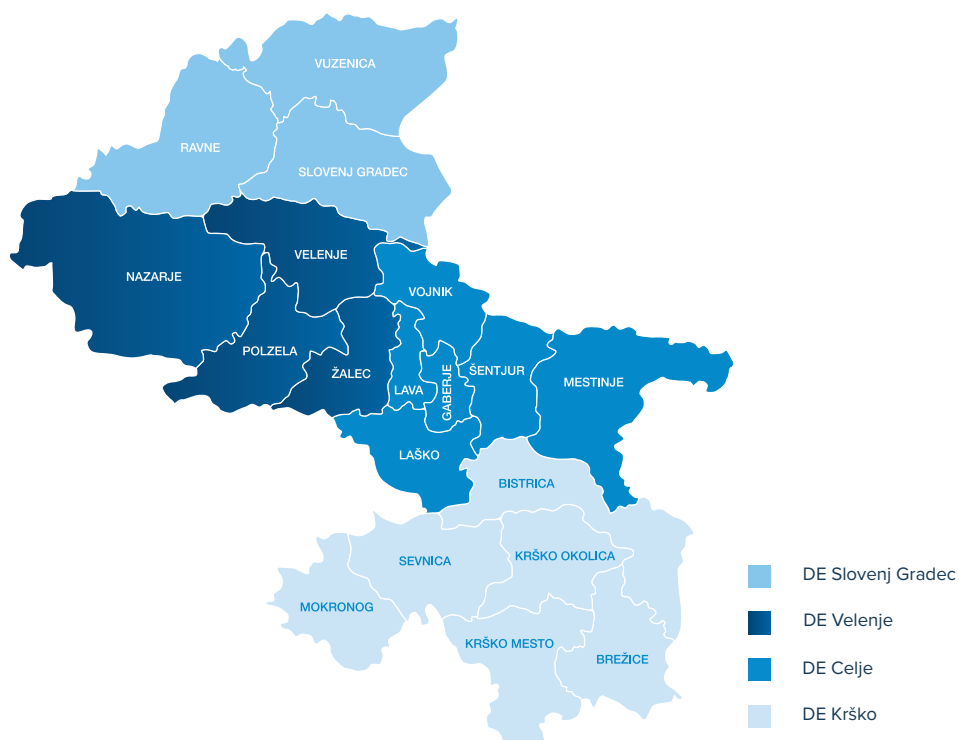 VUZENICA
RAVNE
SLOVENJ GRADEC
VELENJE
NAZARJE
VOJNIK
POLZELA
ŽALEC
LAVA
GABERJE
ŠENTJUR
MESTINJE
LAŠKO
BISTRICA
SEVNICA
KRŠKO OKOLICA
MOKRONOG
KRŠKO MESTO
BREŽICE
DE Slovenj Gradec
DE Velenje
DE Celje
DE Krško